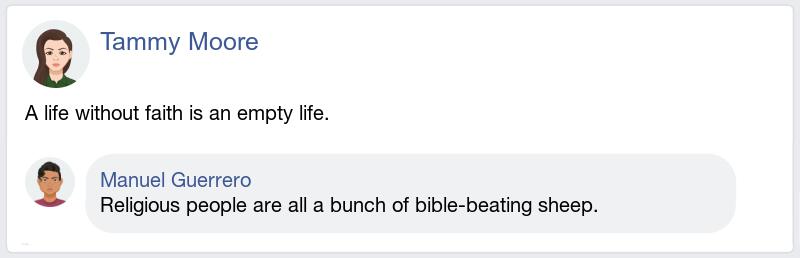 Tammy Moore
A life without faith is an empty life.
Manuel Guerrero
Religious people are all a bunch of bible-beating sheep.